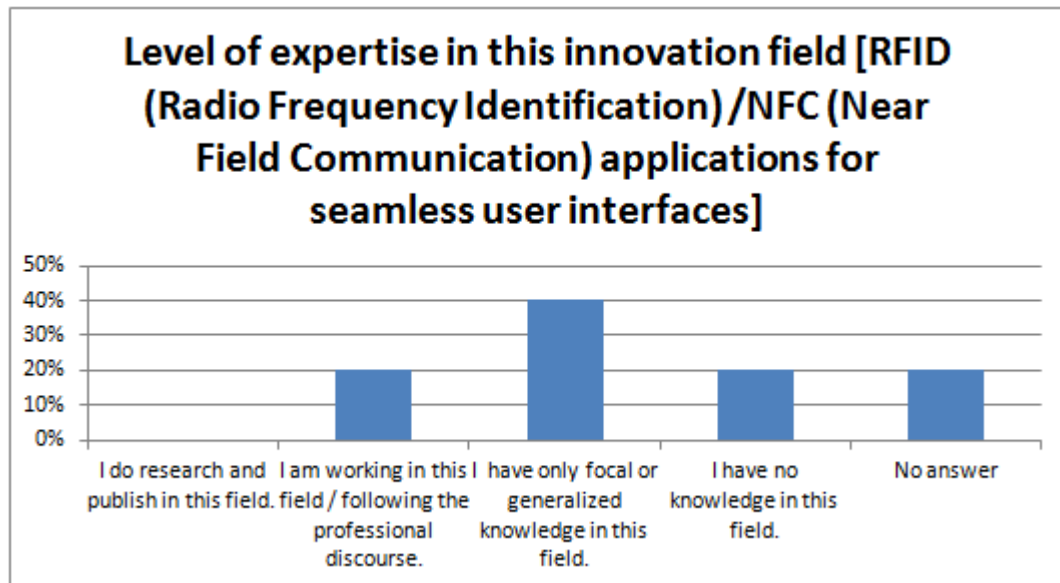 Level of expertise in this innovation field [RFID
(Radio Frequency Identification) /NFC (Near
Field Communication) applications for
seamless user interfaces]
50%
40%
30%
20%
10%
0%
I do research and
publish in this field.
I am working in this
field / following the
professional
discourse.
I have only focal or
generalized
knowledge in this
field.
I have no
knowledge in this
field.
No answer